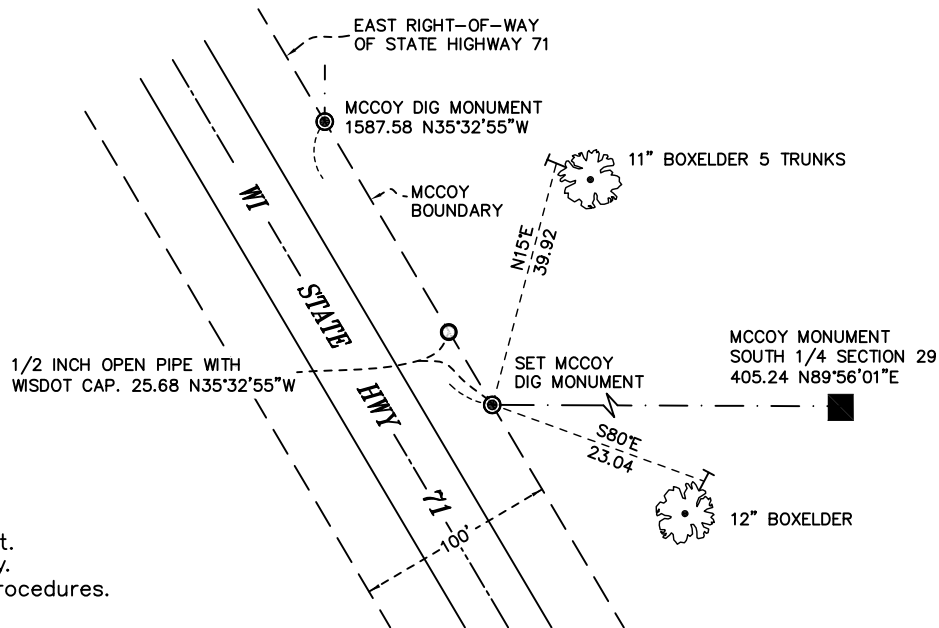 EAST RIGHT-OF-WAY
OF STATE HIGHWAY 71
MCCOY DIG MONUMENT
1587.58 N35°32'55"W
11" BOXELDER 5 TRUNKS
MCCOY
BOUNDARY
N15°E
39.92
WI STATE HWY 71
1/2 INCH OPEN PIPE WITH
WISDOT CAP. 25.68 N35°32'55"W
SET MCCOY
DIG MONUMENT
MCCOY MONUMENT
SOUTH 1/4 SECTION 29
405.24 N89°56'01"E
S80°E
23.04
12" BOXELDER
100'
t.
y.
rocedures.